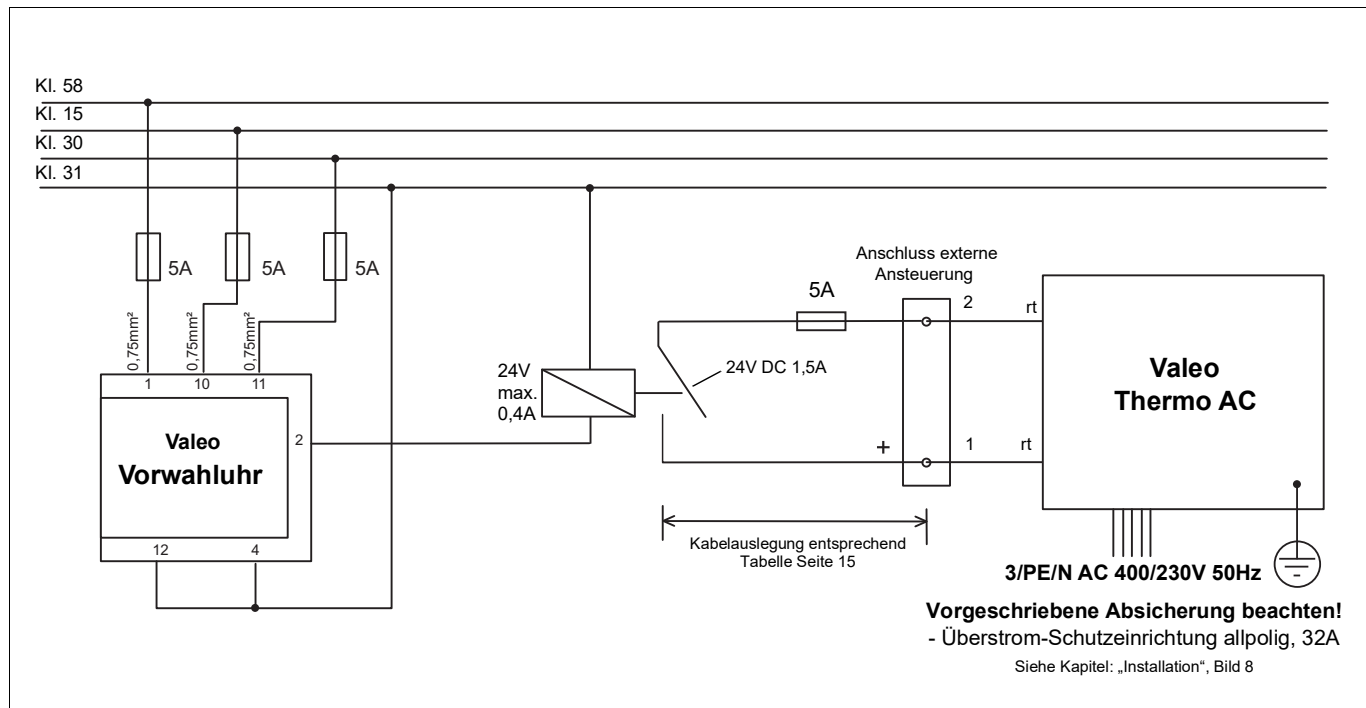 Kl. 58
Kl. 15
Kl. 30
Kl. 31
5A
5A
5A
0,75mm²
0,75mm²
0,75mm²
1
10
11
Valeo
Vorwahluhr
2
12
4
24V
max.
0,4A
24V DC 1,5A
5A
Anschluss externe
Ansteuerung
2
rt
+
1
rt
Kabelauslegung entsprechend
Tabelle Seite 15
Valeo
Thermo AC
3/PE/N AC 400/230V 50Hz
Vorgeschriebene Absicherung beachten!
- Überstrom-Schutzeinrichtung allpolig, 32A
Siehe Kapitel: „Installation“, Bild 8